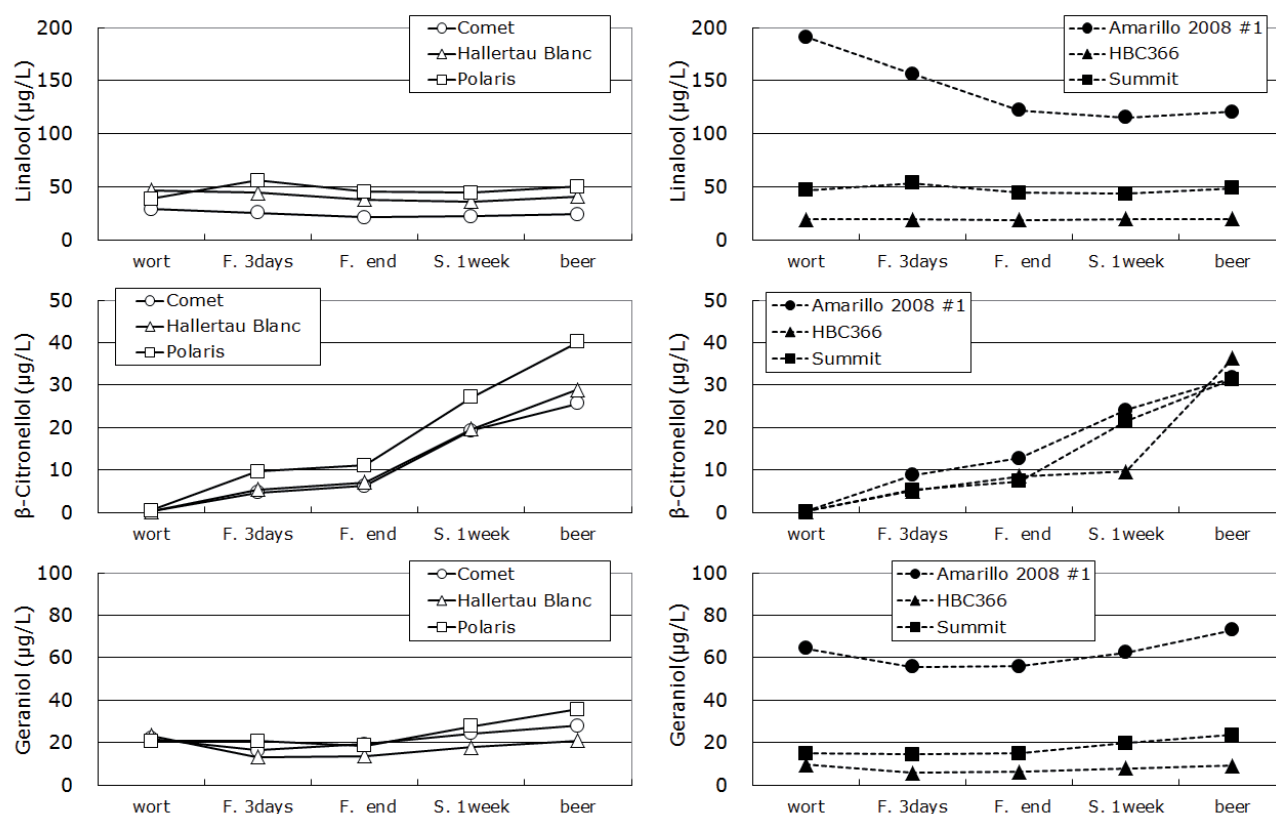 Linalool (µg/L)
200
150
100
50
0
Comet
Hallertau Blanc
Polaris
wort F. 3days F. end S. 1week beer
Linalool (µg/L)
200
150
100
50
0
Amarillo 2008 #1
HBC366
Summit
wort F. 3days F. end S. 1week beer
β-Citronellol (µg/L)
50
40
30
20
10
0
Comet
Hallertau Blanc
Polaris
wort F. 3days F. end S. 1week beer
β-Citronellol (µg/L)
50
40
30
20
10
0
Amarillo 2008 #1
HBC366
Summit
wort F. 3days F. end S. 1week beer
Geraniol (µg/L)
100
80
60
40
20
0
Comet
Hallertau Blanc
Polaris
wort F. 3days F. end S. 1week beer
Geraniol(µg/L)
100
80
60
40
20
0
Amarillo 2008 #1
HBC366
Summit
wort F. 3days F. end S. 1week beer